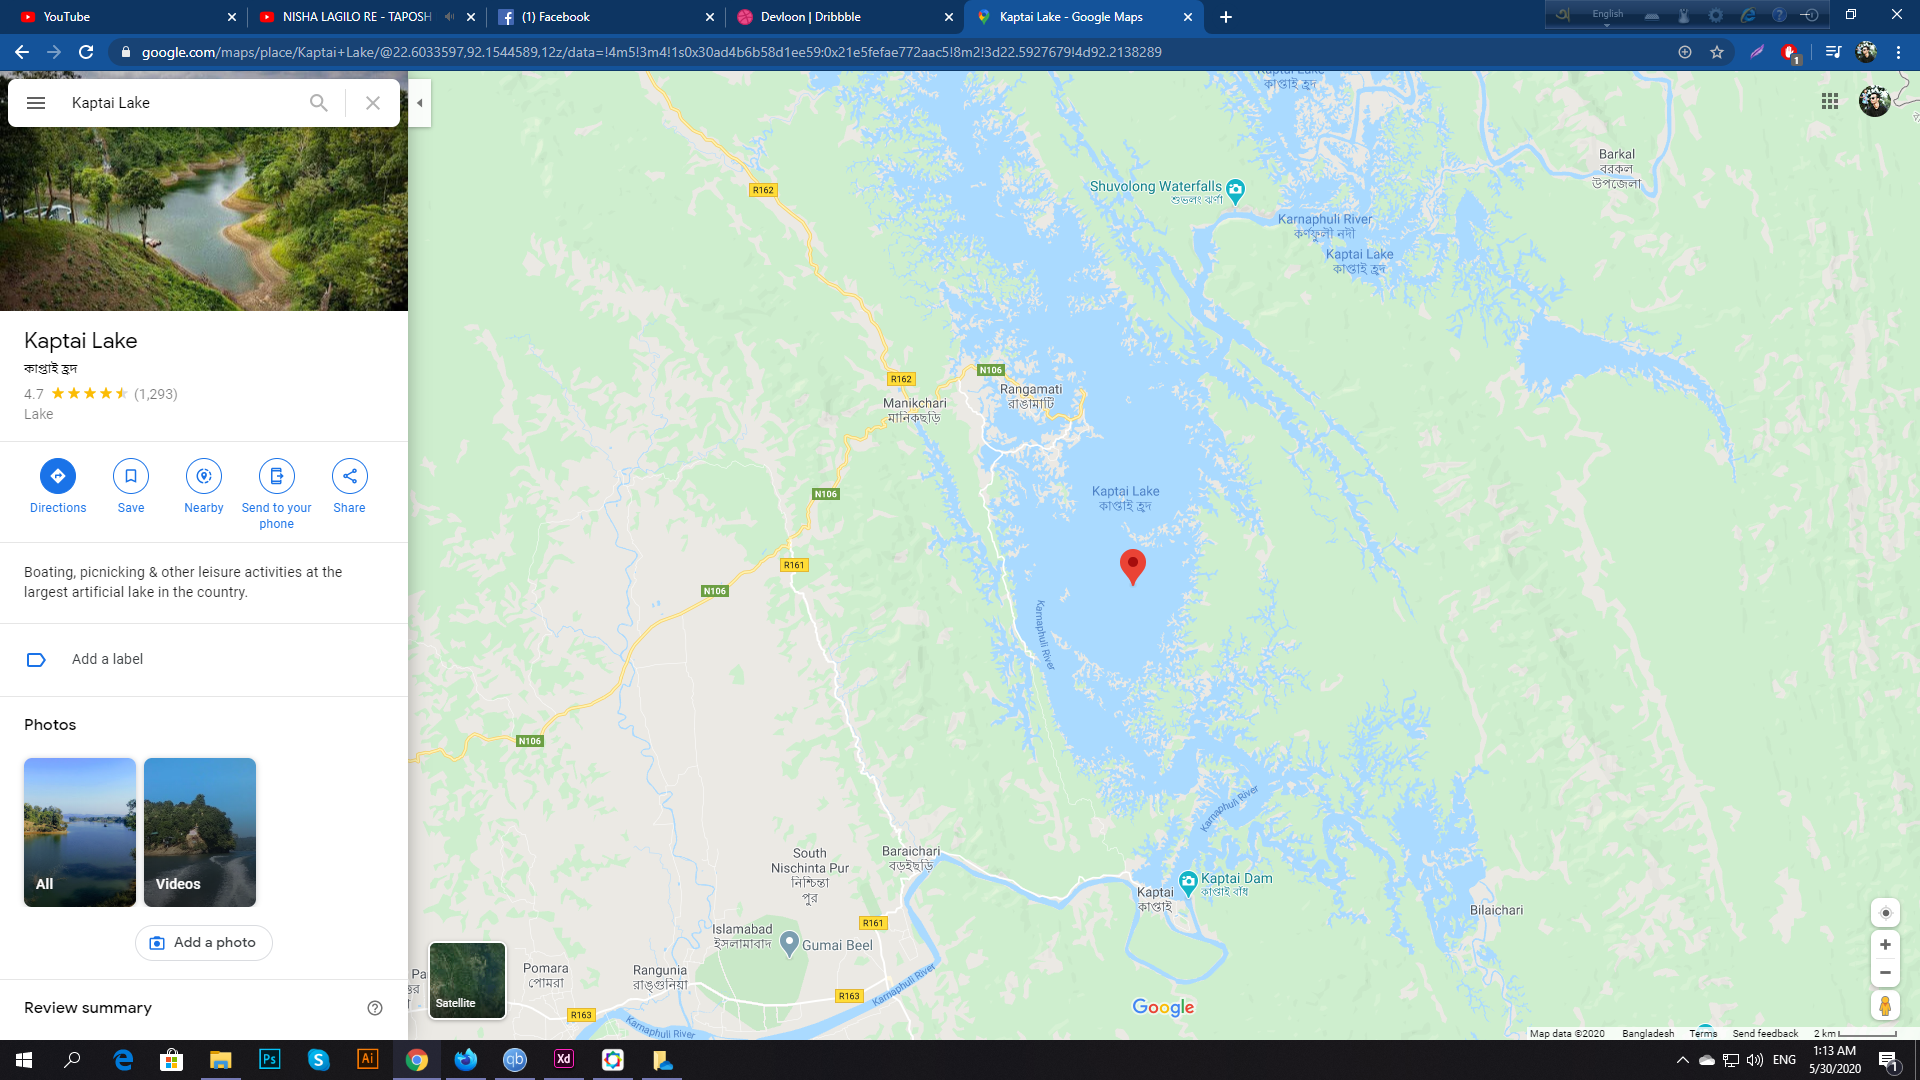 YouTube
NISHA LAGILO RE - TAPOSH
(1) Facebook
Devloon | Dribbble
Kaptai Lake - Google Maps
English
google.com/maps/place/Kaptai+Lake/@22.6033597,92.1544589,12z/data=!4m5!3m4!1s0x30ad4b6b58d1ee59:0x21e5fefae772aac5!8m2!3d22.5927679!4d92.2138289
1
Kaptai Lake
Kaptai Lake
কাপ্তাই হ্রদ
4.7
(1,293)
Lake
Directions
Save
Nearby
Send to your
phone
Share
Boating, picnicking & other leisure activities at the
largest artificial lake in the country.
Add a label
Photos
All
Videos
Add a photo
Review summary
Kaptai Lake
কাপ্তাই হ্রদ
Barkal
বরকল
উপজেলা
R162
Shuvolong Waterfalls
শুভলং ঝর্ণা
Karnaphuli River
কর্ণফুলী নদী
Kaptai Lake
কাপ্তাই হ্রদ
R162
N106
Manikchari
মানিকছড়ি
Rangamati
রাঙামাটি
N106
Kaptai Lake
কাপ্তাই হ্রদ
R161
N106
Karnaphuli River
N106
Karnaphuli River
South
Nischinta Pur
নিশ্চিন্তা
পুর
Baraichari
বড়ইছড়ি
Kaptai
কাপ্তাই
Kaptai Dam
কাপ্তাই বাঁধ
Bilaichari
R161
Islamabad
ইসলামাবাদ
Gumai Beel
Pomara
পোমরা
Rangunia
রাঙ্গুনিয়া
Pa
Satellite
R163
R163
Karnaphuli River
Karnaphuli River
Google
Map data ©2020
Bangladesh
Terms
Send feedback
2 km
Ps
Ai
qb
Xd
ENG
1:13 AM
5/30/2020
1